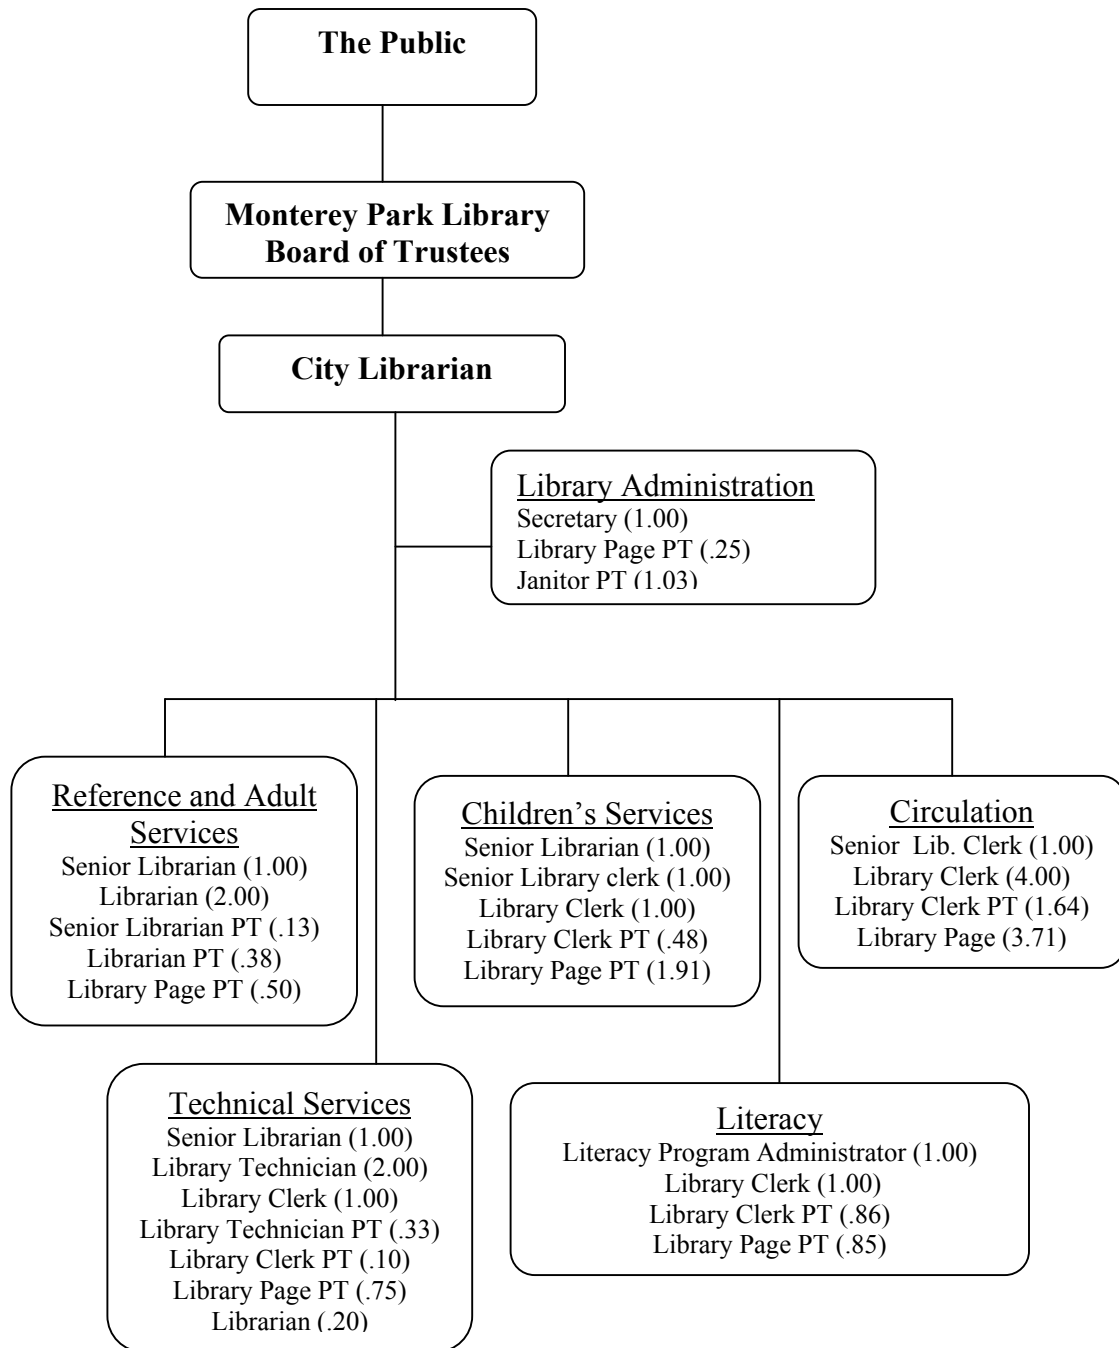 The Public
Monterey Park Library
Board of Trustees
City Librarian
Library Administration
Secretary (1.00)
Library Page PT (.25)
Janitor PT (1.03)
Reference and Adult
Services
Senior Librarian (1.00)
Librarian (2.00)
Senior Librarian PT (.13)
Librarian PT (.38)
Library Page PT (.50)
Children’s Services
Senior Librarian (1.00)
Senior Library clerk (1.00)
Library Clerk (1.00)
Library Clerk PT (.48)
Library Page PT (1.91)
Circulation
Senior  Lib. Clerk (1.00)
Library Clerk (4.00)
Library Clerk PT (1.64)
Library Page (3.71)
Technical Services
Senior Librarian (1.00)
Library Technician (2.00)
Library Clerk (1.00)
Library Technician PT (.33)
Library Clerk PT (.10)
Library Page PT (.75)
Librarian (.20)
Literacy
Literacy Program Administrator (1.00)
Library Clerk (1.00)
Library Clerk PT (.86)
Library Page PT (.85)